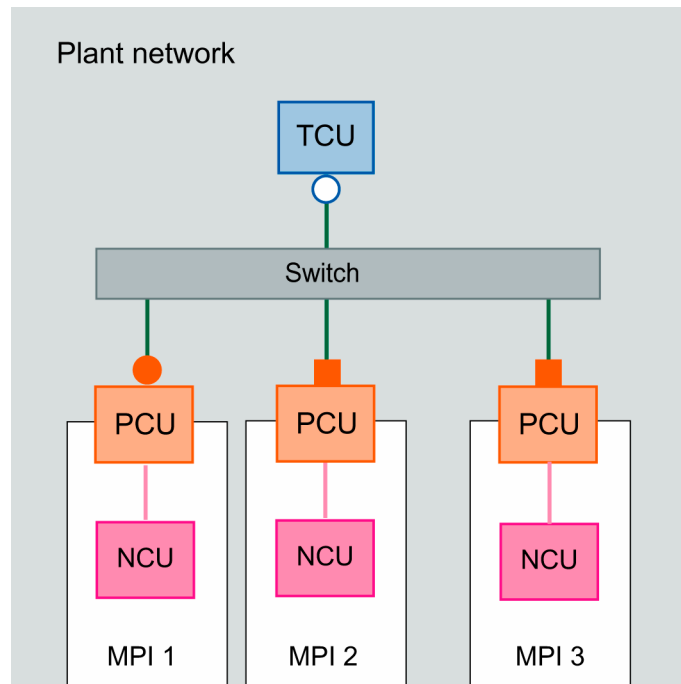 Plant network
TCU
Switch
PCU
PCU
PCU
NCU
NCU
NCU
MPI 1
MPI 2
MPI 3